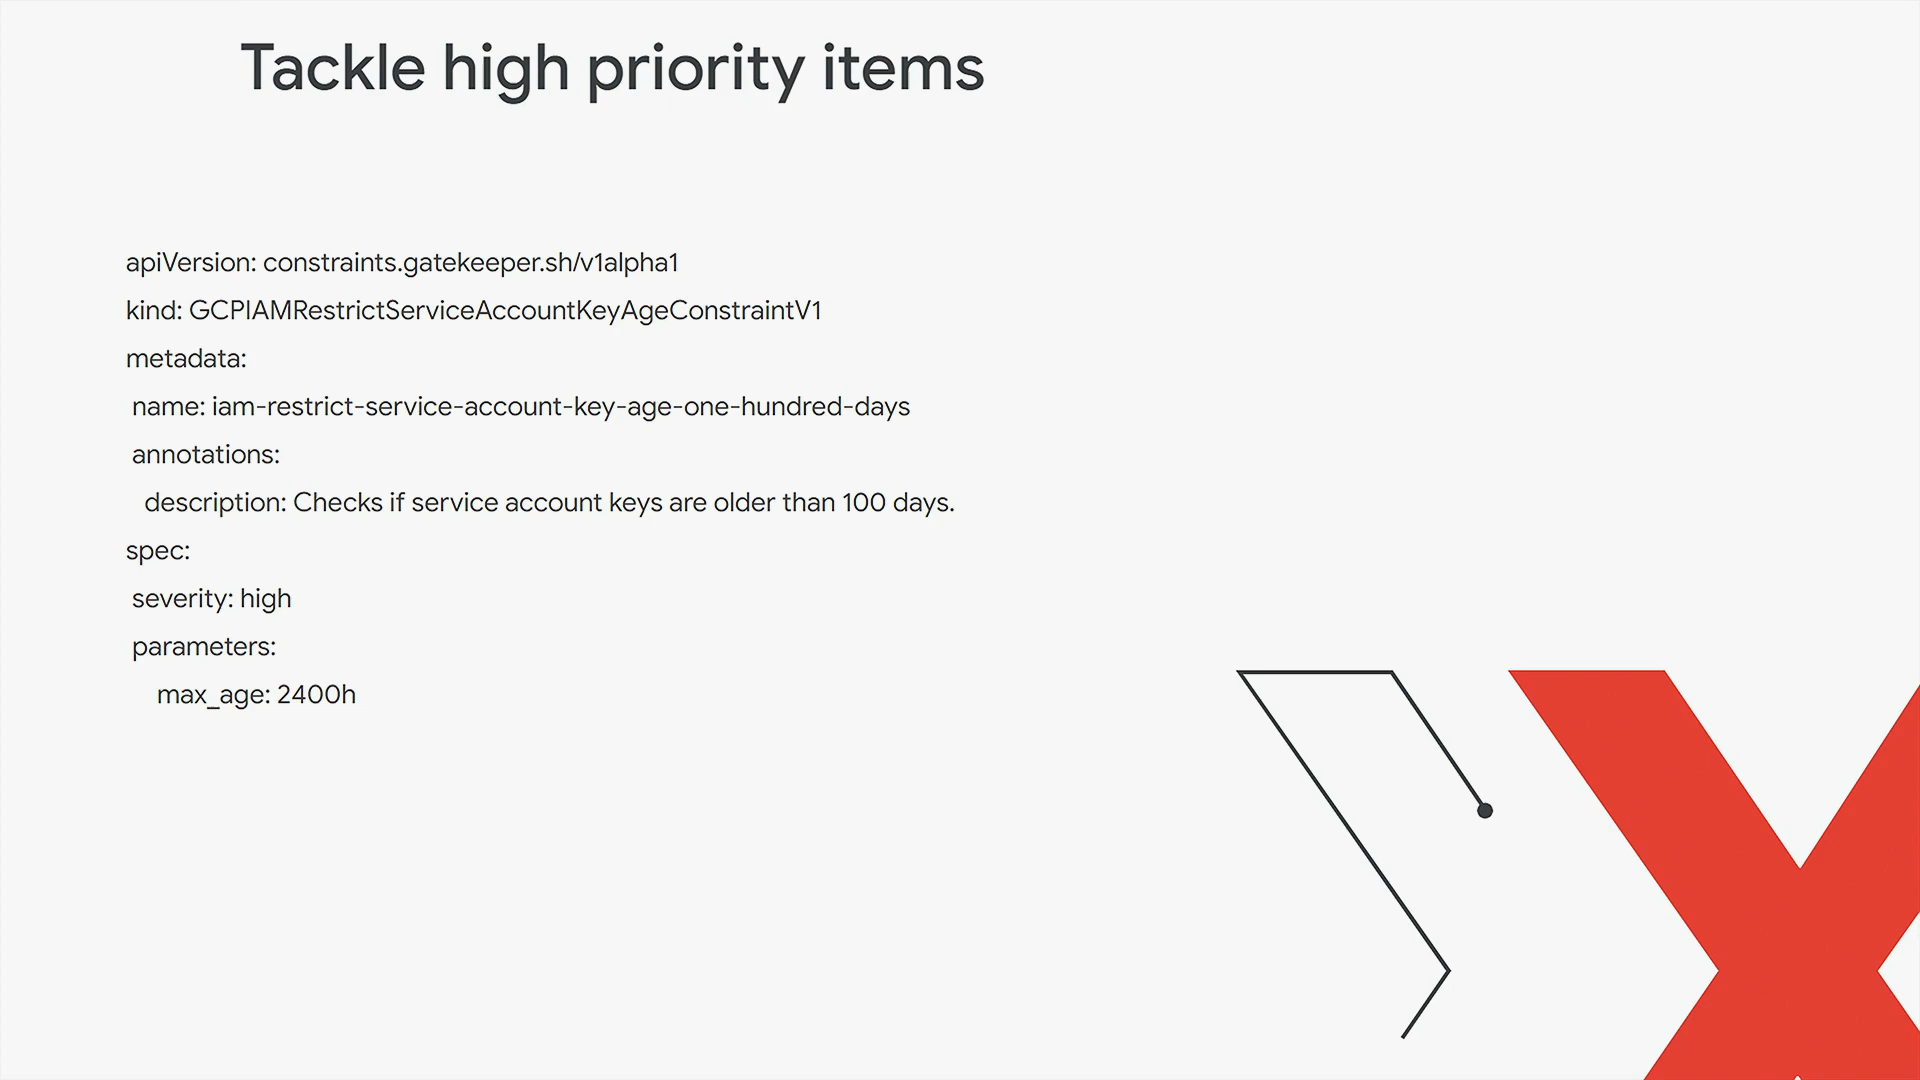 Tackle high priority items
apiVersion: constraints.gatekeeper.sh/v1alpha1
kind: GCPIAMRestrictServiceAccountKeyAgeConstraintV1
metadata:
name: iam-restrict-service-account-key-age-one-hundred-days
annotations:
description: Checks if service account keys are older than 100 days.
spec:
severity: high
parameters:
max_age: 2400h